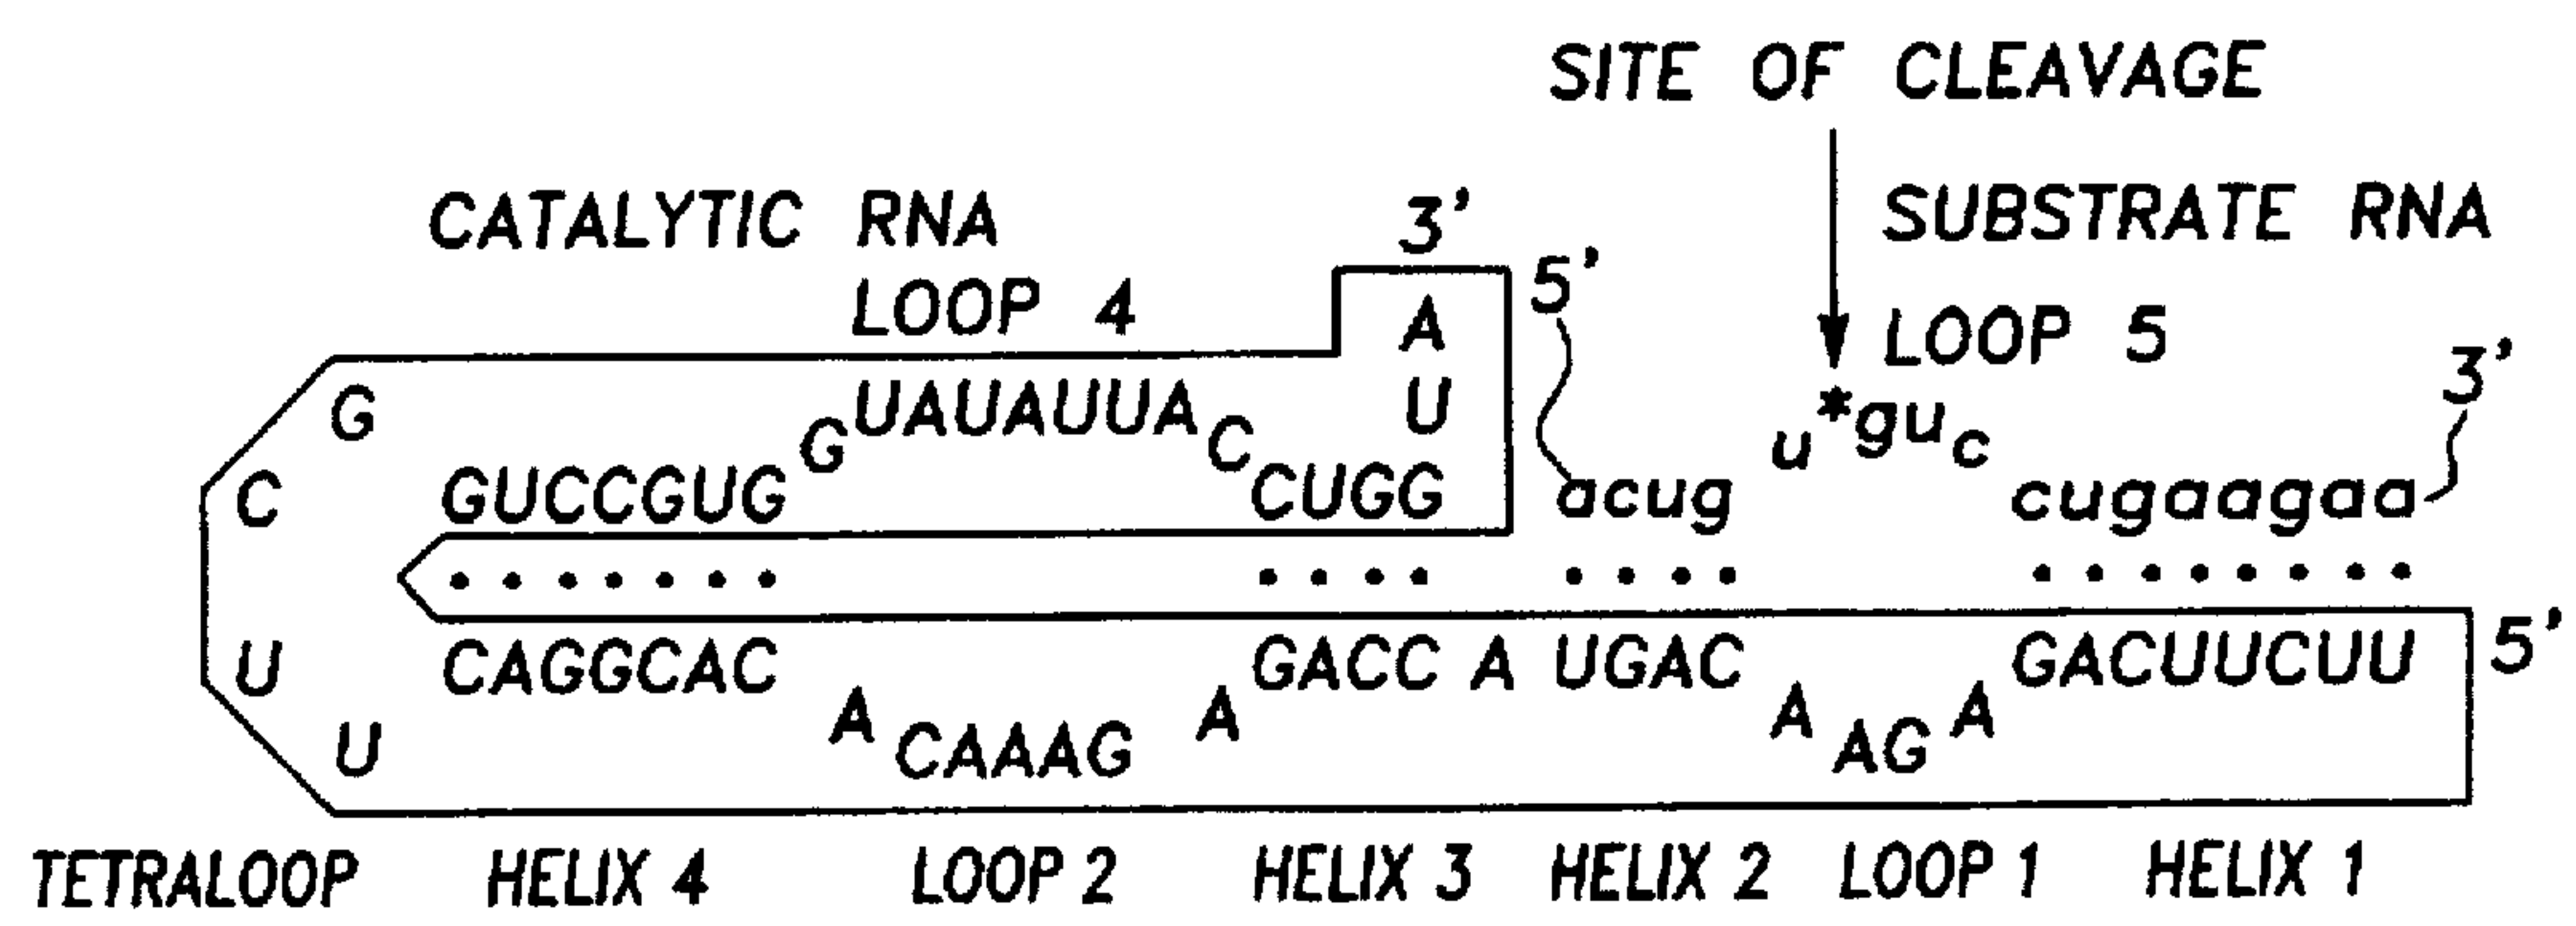 SITE OF CLEAVAGE
CATALYTIC RNA
3'
SUBSTRATE RNA
LOOP 4
5'
LOOP 5
3'
A
G
UAUAUUA
U
u*guc
G
C
C
GUCCGUG
CUGG
acug
cugaagaa
5'
U
CAGGCAC
GACC A UGAC
GACUUCUU
A
A
A
A
U
CAAAG
AG
TETRALOOP
HELIX 4
LOOP 2
HELIX 3
HELIX 2
LOOP 1
HELIX 1